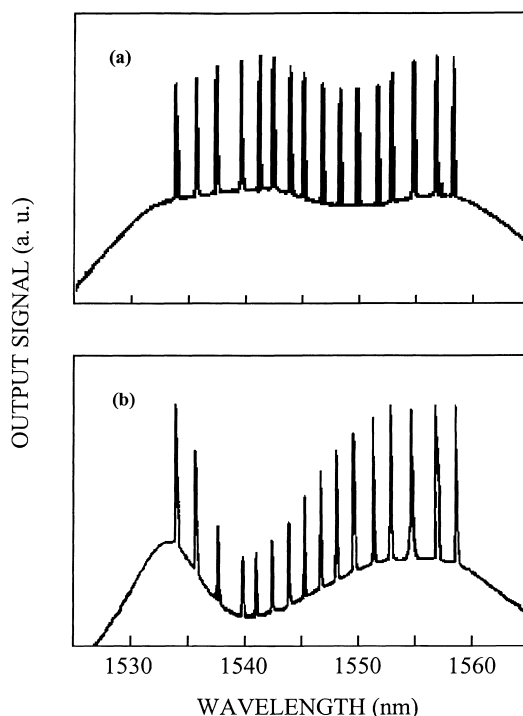 (a)
OUTPUT SIGNAL (a. u.)
(b)
1530 1540 1550 1560
WAVELENGTH (nm)